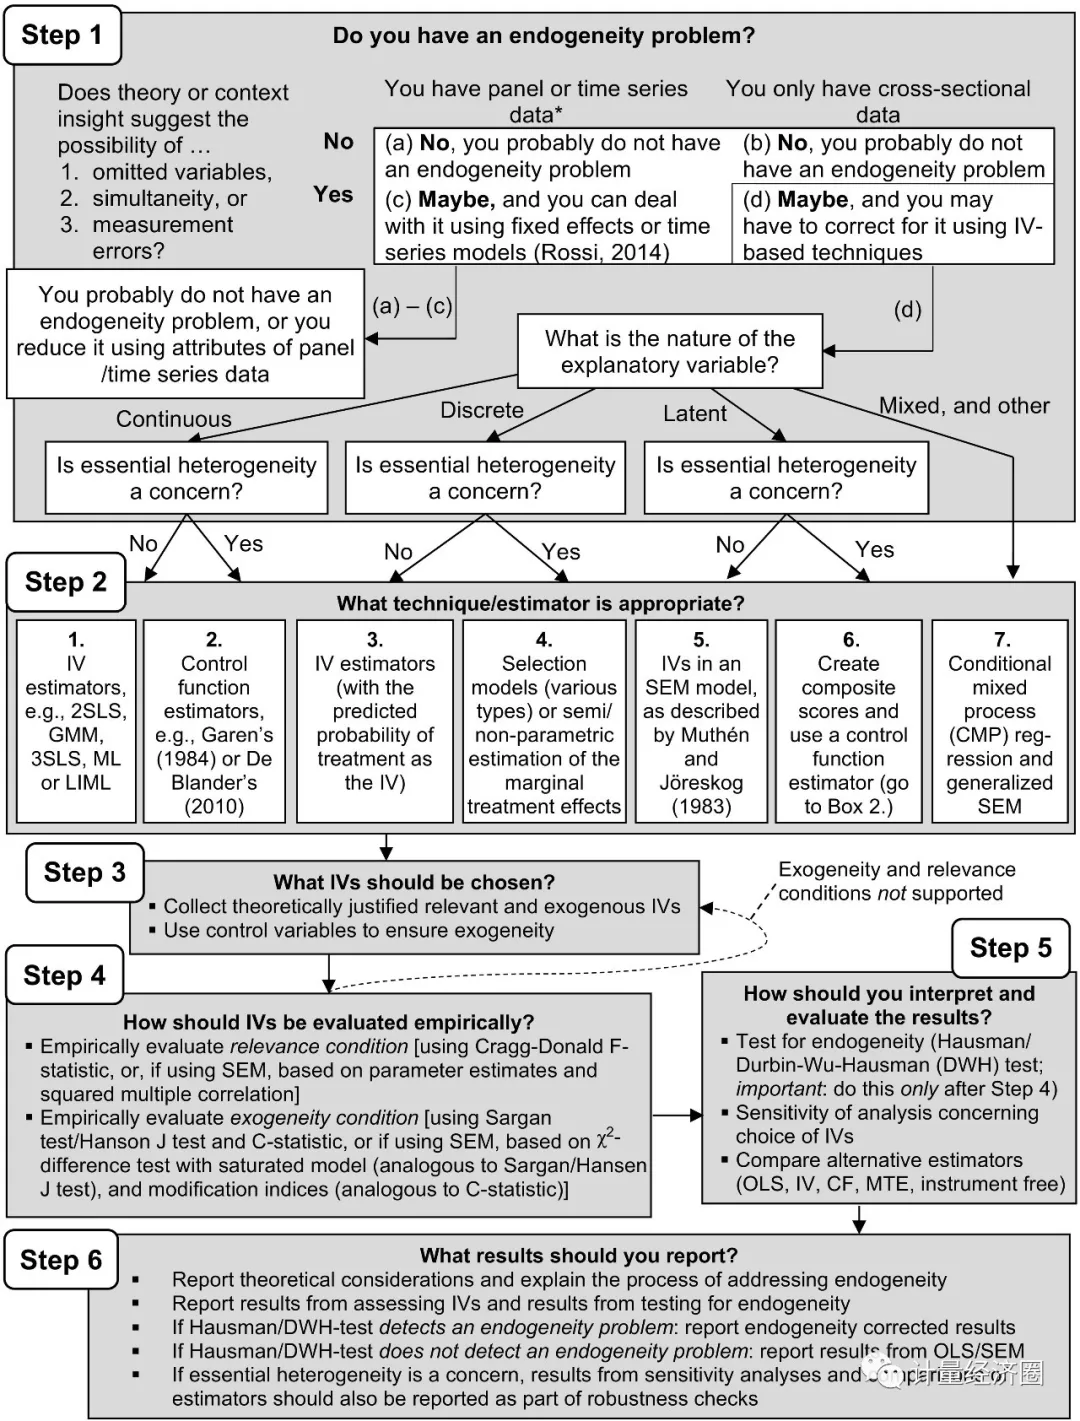 Step 1
Do you have an endogeneity problem?
Does theory or context
insight suggest the
possibility of …
1. omitted variables,
2. simultaneity, or
3. measurement
errors?
You have panel or time series
data*
You only have cross-sectional
data
No
(a) No, you probably do not have
an endogeneity problem
(b) No, you probably do not
have an endogeneity problem
Yes
(c) Maybe, and you can deal
with it using fixed effects or time
series models (Rossi, 2014)
(d) Maybe, and you may
have to correct for it using IV-
based techniques
You probably do not have an
endogeneity problem, or you
reduce it using attributes of panel
/time series data
(a) – (c)
(d)
What is the nature of the
explanatory variable?
Continuous
Discrete
Latent
Mixed, and other
Is essential heterogeneity
a concern?
Is essential heterogeneity
a concern?
Is essential heterogeneity
a concern?
No
Yes
No
Yes
No
Yes
Step 2
What technique/estimator is appropriate?
1.
IV
estimators,
e.g., 2SLS,
GMM,
3SLS, ML
or LIML
2.
Control
function
estimators,
e.g., Garen's
(1984) or De
Blander's
(2010)
3.
IV estimators
(with the
predicted
probability of
treatment as
the IV)
4.
Selection
models (various
types) or semi/
non-parametric
estimation of the
marginal
treatment effects
5.
IVs in an
SEM model,
as described
by Muthén
and
Jöreskog
(1983)
6.
Create
composite
scores and
use a control
function
estimator (go
to Box 2.)
7.
Conditional
mixed
process
(CMP) reg-
ression and
generalized
SEM
Step 3
What IVs should be chosen?
▪ Collect theoretically justified relevant and exogenous IVs
▪ Use control variables to ensure exogeneity
Exogeneity and relevance
conditions not supported
Step 4
How should IVs be evaluated empirically?
▪ Empirically evaluate relevance condition [using Cragg-Donald F-
statistic, or, if using SEM, based on parameter estimates and
squared multiple correlation]
▪ Empirically evaluate exogeneity condition [using Sargan
test/Hanson J test and C-statistic, or if using SEM, based on χ²-
difference test with saturated model (analogous to Sargan/Hansen
J test), and modification indices (analogous to C-statistic)]
Step 5
How should you interpret and
evaluate the results?
▪ Test for endogeneity (Hausman/
Durbin-Wu-Hausman (DWH) test;
important: do this only after Step 4)
▪ Sensitivity of analysis concerning
choice of IVs
▪ Compare alternative estimators
(OLS, IV, CF, MTE, instrument free)
Step 6
What results should you report?
▪ Report theoretical considerations and explain the process of addressing endogeneity
▪ Report results from assessing IVs and results from testing for endogeneity
▪ If Hausman/DWH-test detects an endogeneity problem: report endogeneity corrected results
▪ If Hausman/DWH-test does not detect an endogeneity problem: report results from OLS/SEM
▪ If essential heterogeneity is a concern, results from sensitivity analyses and comparisons of
estimators should also be reported as part of robustness checks
计量经济圈